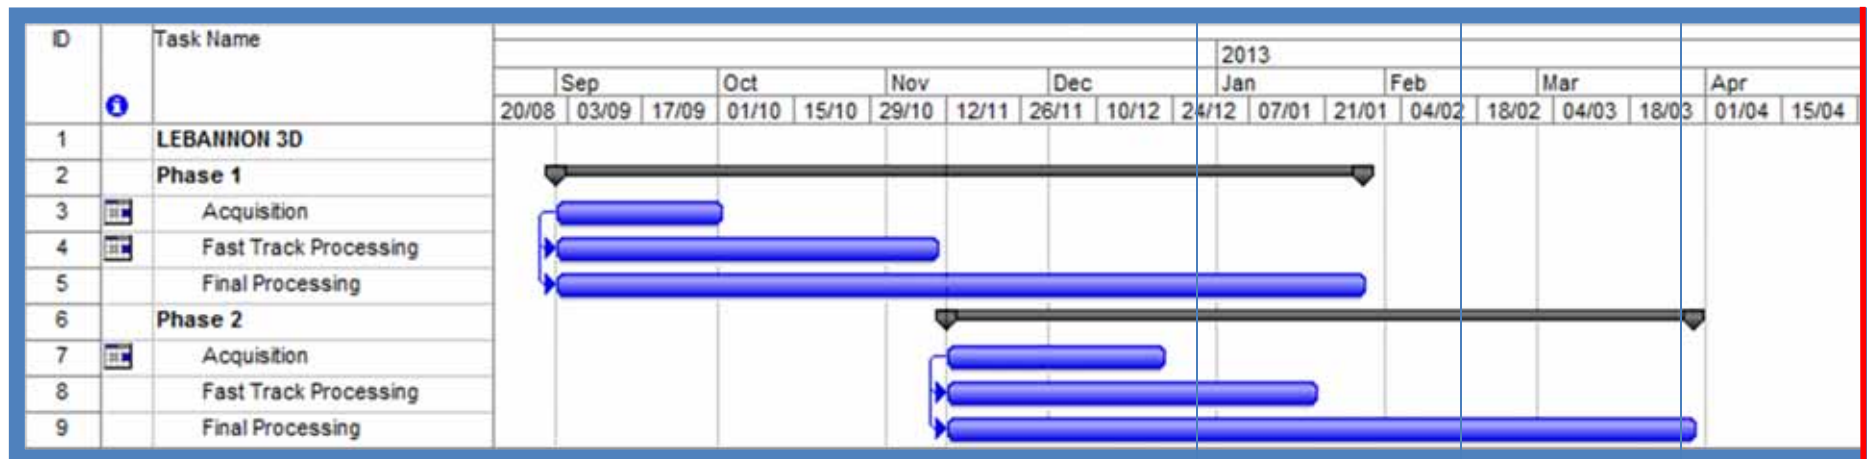 ID Task Name
2013
Sep Oct Nov Dec Jan Feb Mar Apr
20/08 03/09 17/09 01/10 15/10 29/10 12/11 26/11 10/12 24/12 07/01 21/01 04/02 18/02 04/03 18/03 01/04 15/04
1 LEBANNON 3D
2 Phase 1
3 Acquisition
4 Fast Track Processing
5 Final Processing
6 Phase 2
7 Acquisition
8 Fast Track Processing
9 Final Processing